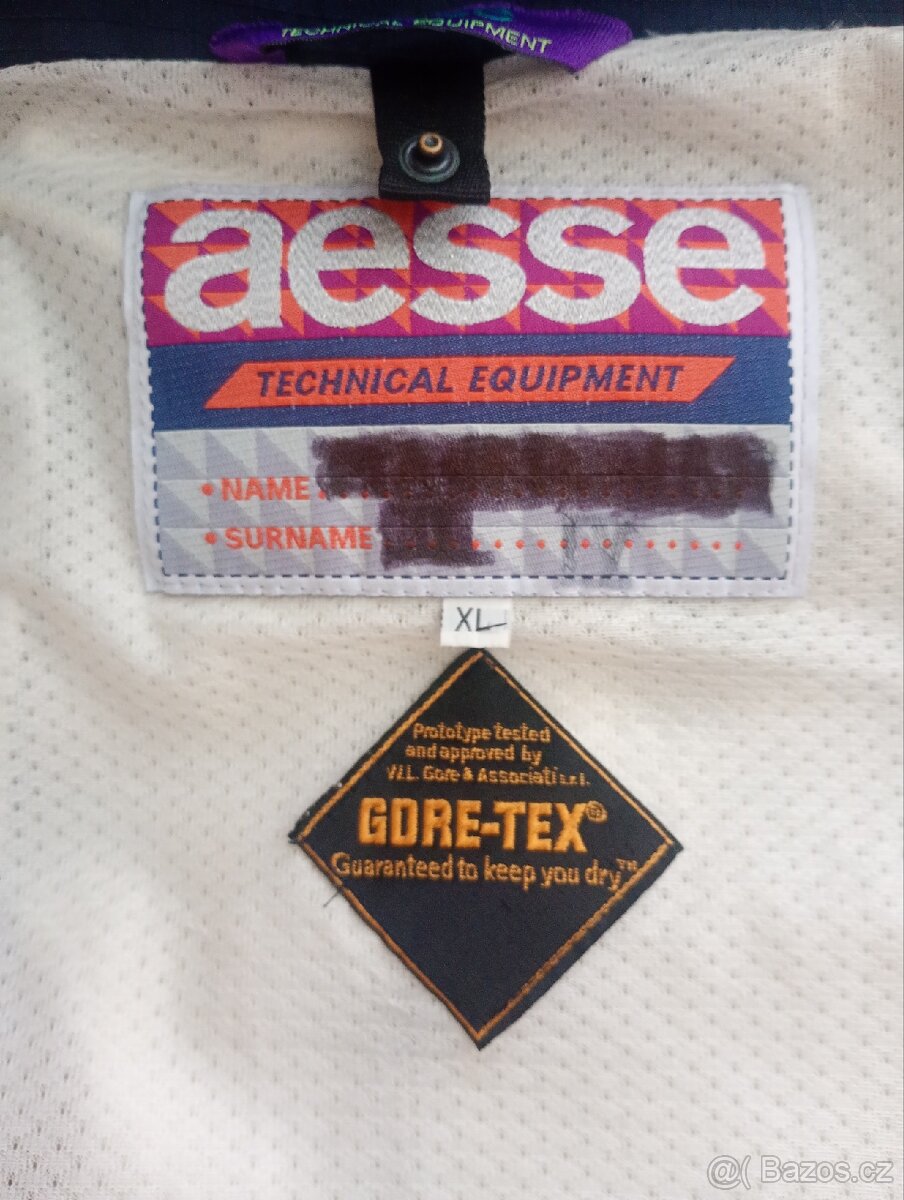 TECHNICAL EQUIPMENT
aesse
TECHNICAL EQUIPMENT
• NAME
• SURNAME
XL
Prototype tested
and approved by
W.L. Gore & Associati s.r.l.
GORE-TEX®
Guaranteed to keep you dry™
@( Bazos.cz